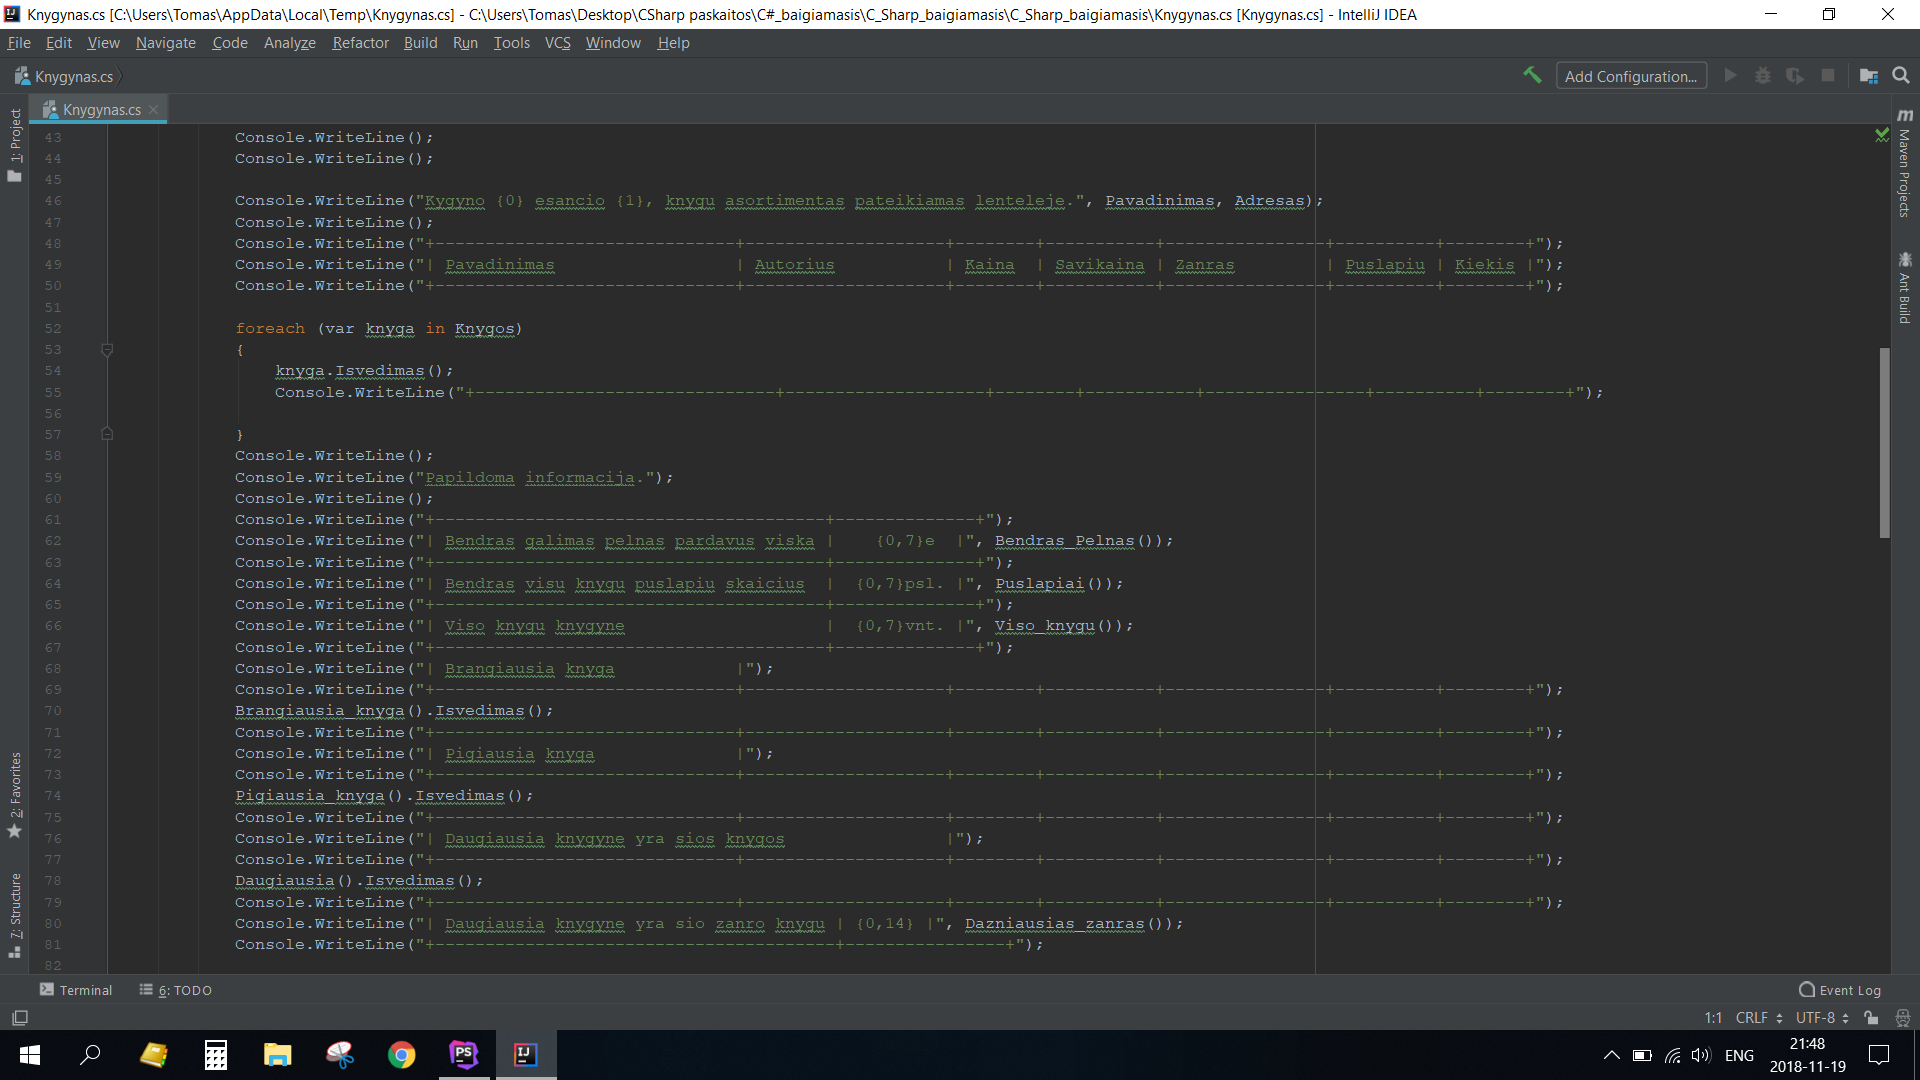 Knygynas.cs [C:\Users\Tomas\AppData\Local\Temp\Knygynas.cs] - C:\Users\Tomas\Desktop\CSharp paskaitos\C#_baigiamasis\C_Sharp_baigiamasis\C_Sharp_baigiamasis\Knygynas.cs [Knygynas.cs] - IntelliJ IDEA
File Edit View Navigate Code Analyze Refactor Build Run Tools VCS Window Help
Knygynas.cs Add Configuration...
Knygynas.cs
1: Project
2: Favorites
7: Structure
43 Console.WriteLine();
44 Console.WriteLine();
45
46 Console.WriteLine("Kygyno {0} esancio {1}, knygu asortimentas pateikiamas lenteleje.", Pavadinimas, Adresas);
47 Console.WriteLine();
48 Console.WriteLine("+------------------------------+--------------------+--------+-----------+----------------+----------+--------+");
49 Console.WriteLine("| Pavadinimas                  | Autorius           | Kaina  | Savikaina | Zanras         | Puslapiu | Kiekis |");
50 Console.WriteLine("+------------------------------+--------------------+--------+-----------+----------------+----------+--------+");
51
52 foreach (var knyga in Knygos)
53 {
54     knyga.Isvedimas();
55     Console.WriteLine("+------------------------------+--------------------+--------+-----------+----------------+----------+--------+");
56
57 }
58 Console.WriteLine();
59 Console.WriteLine("Papildoma informacija.");
60 Console.WriteLine();
61 Console.WriteLine("+---------------------------------------+--------------+");
62 Console.WriteLine("| Bendras galimas pelnas pardavus viska |    {0,7}e  |", Bendras_Pelnas());
63 Console.WriteLine("+---------------------------------------+--------------+");
64 Console.WriteLine("| Bendras visu knygu puslapiu skaicius  |  {0,7}psl. |", Puslapiai());
65 Console.WriteLine("+---------------------------------------+--------------+");
66 Console.WriteLine("| Viso knygu knygyne                    |  {0,7}vnt. |", Viso_knygu());
67 Console.WriteLine("+---------------------------------------+--------------+");
68 Console.WriteLine("| Brangiausia knyga            |");
69 Console.WriteLine("+------------------------------+--------------------+--------+-----------+----------------+----------+--------+");
70 Brangiausia_knyga().Isvedimas();
71 Console.WriteLine("+------------------------------+--------------------+--------+-----------+----------------+----------+--------+");
72 Console.WriteLine("| Pigiausia knyga              |");
73 Console.WriteLine("+------------------------------+--------------------+--------+-----------+----------------+----------+--------+");
74 Pigiausia_knyga().Isvedimas();
75 Console.WriteLine("+------------------------------+--------------------+--------+-----------+----------------+----------+--------+");
76 Console.WriteLine("| Daugiausia knygyne yra sios knygos                |");
77 Console.WriteLine("+------------------------------+--------------------+--------+-----------+----------------+----------+--------+");
78 Daugiausia().Isvedimas();
79 Console.WriteLine("+------------------------------+--------------------+--------+-----------+----------------+----------+--------+");
80 Console.WriteLine("| Daugiausia knygyne yra sio zanro knygu | {0,14} |", Dazniausias_zanras());
81 Console.WriteLine("+----------------------------------------+----------------+");
82
Maven Projects
Ant Build
Terminal 6: TODO Event Log
1:1 CRLF UTF-8
ENG 21:48
2018-11-19